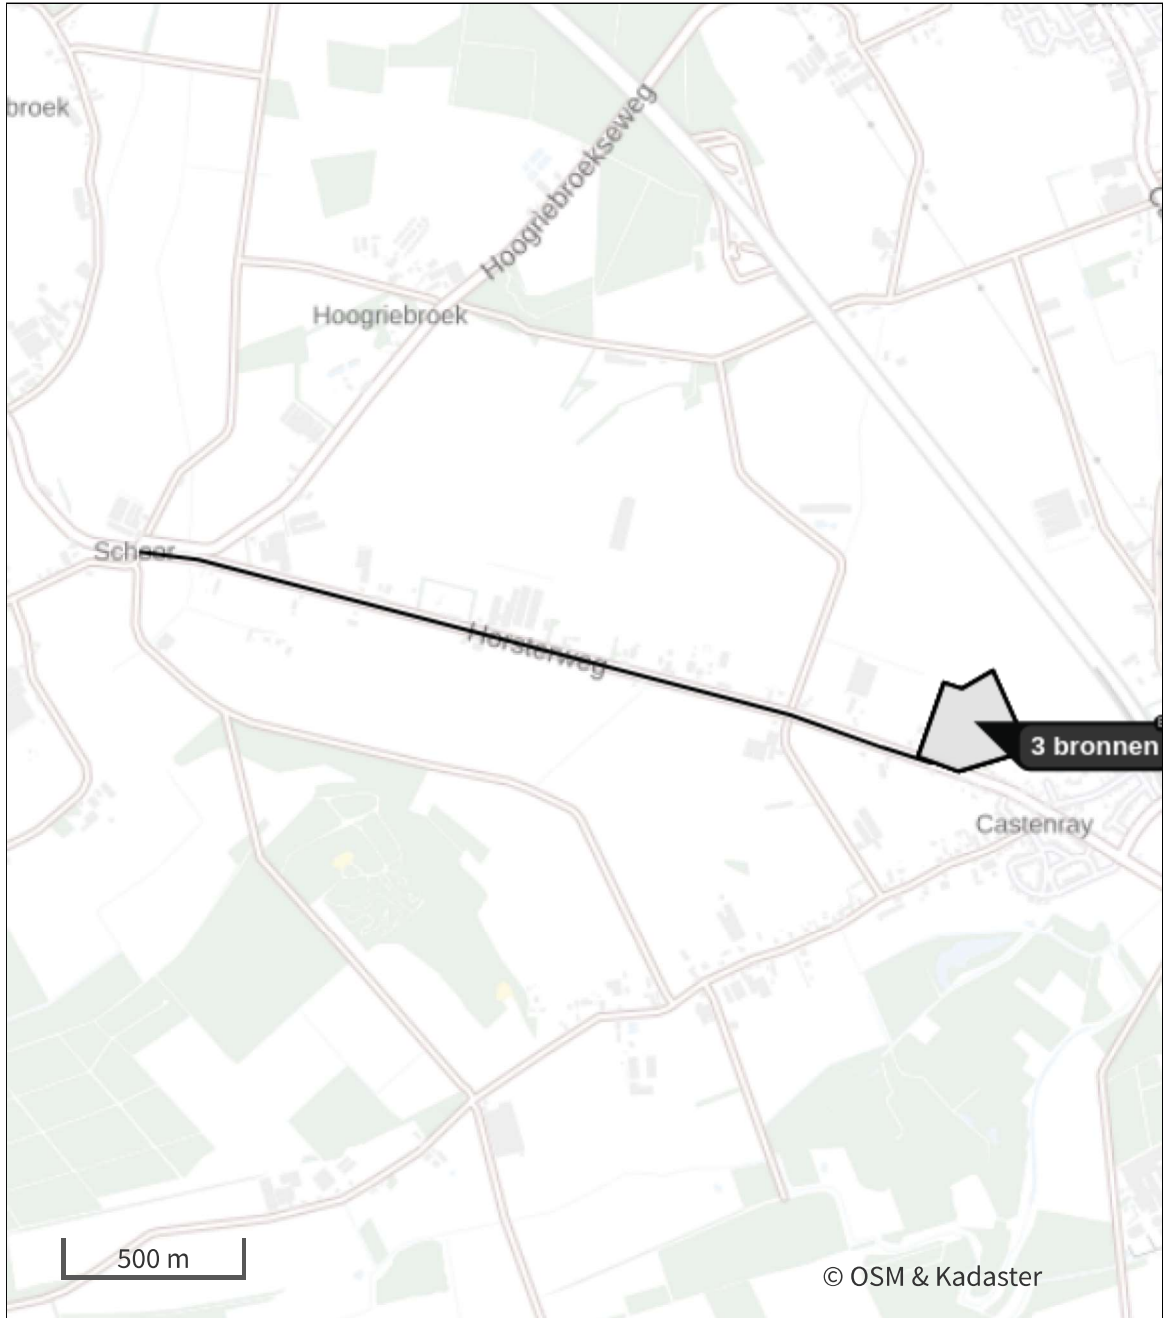 broek
Hoogriebroekseweg
Hoogriebroek
Scheer
Horsterweg
3 bronnen
Castenray
500 m
© OSM & Kadaster